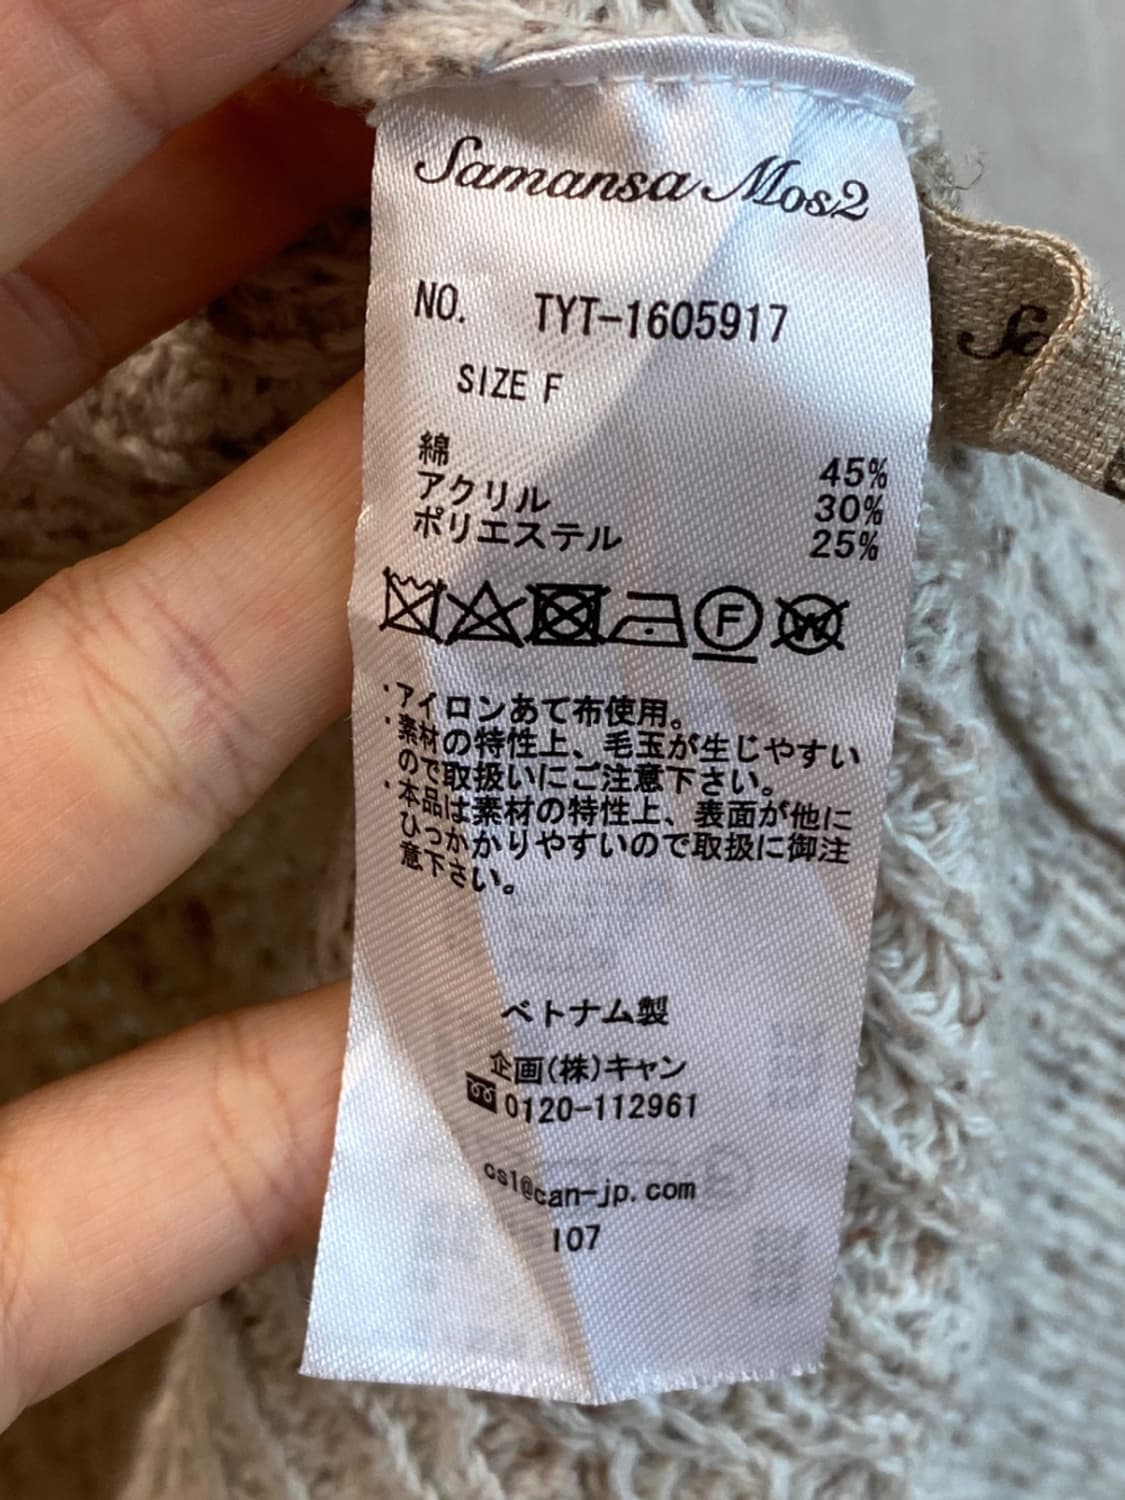 Samansa Mos2
NO. TYT-1605917
SIZE F
綿 45%
アクリル 30%
ポリエステル 25%
F
W
・アイロンあて布使用。
・素材の特性上、毛玉が生じやすい
ので取扱いにご注意下さい。
・本品は素材の特性上、表面が他に
ひっかかりやすいので取扱に御注
意下さい。
ベトナム製
企画(株)キャン
0120-112961
cs1@can-jp.com
107
Sa